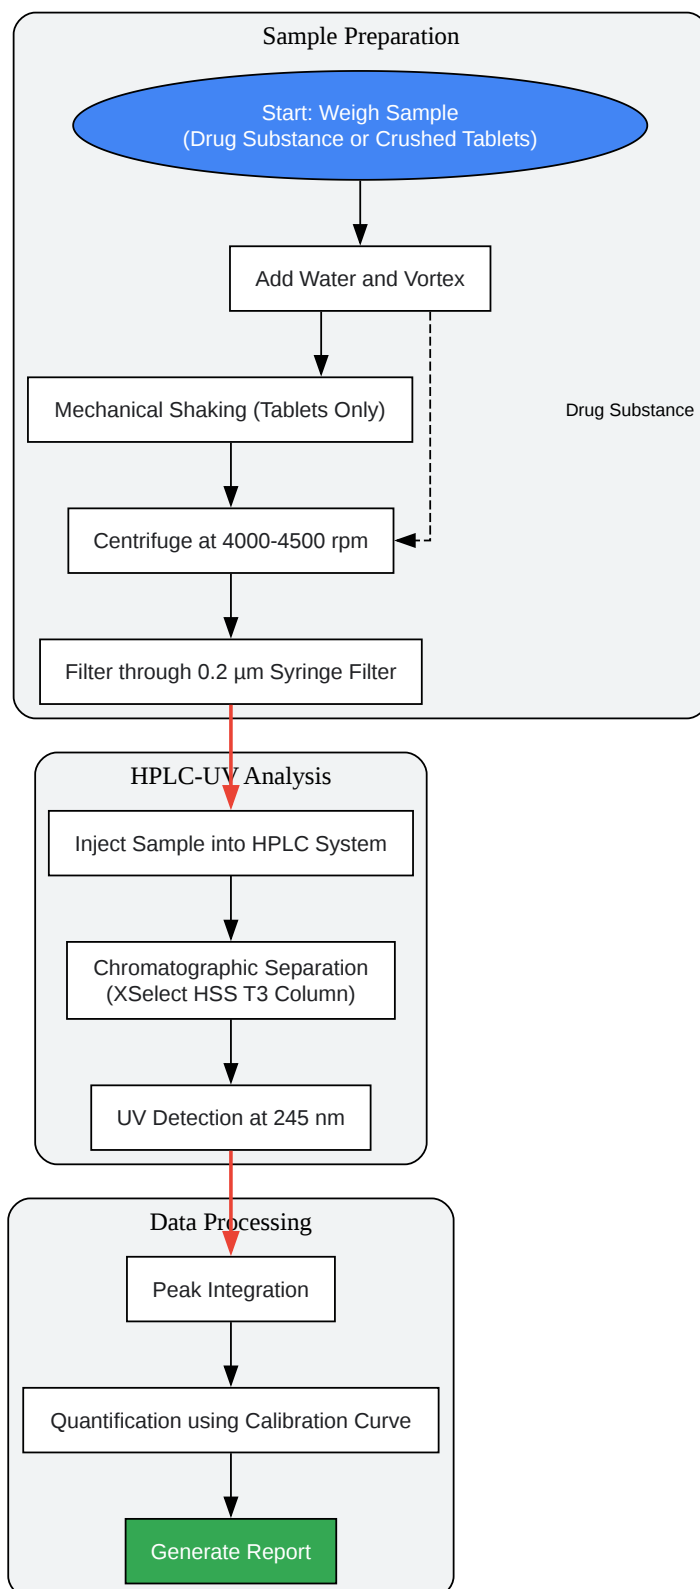 Sample Preparation
Start: Weigh Sample
(Drug Substance or Crushed Tablets)
Add Water and Vortex
Mechanical Shaking (Tablets Only)
Drug Substance
Centrifuge at 4000-4500 rpm
Filter through 0.2 µm Syringe Filter
HPLC-UV Analysis
Inject Sample into HPLC System
Chromatographic Separation
(XSelect HSS T3 Column)
UV Detection at 245 nm
Data Processing
Peak Integration
Quantification using Calibration Curve
Generate Report